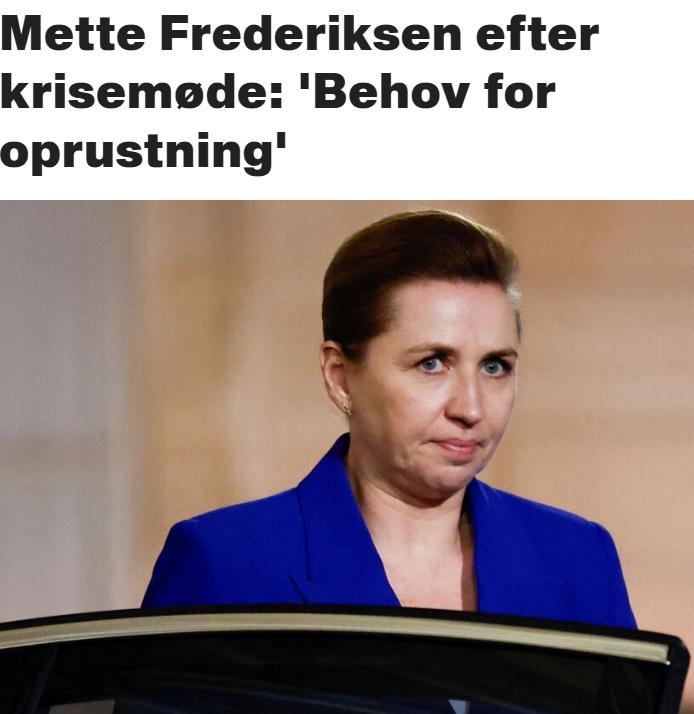 Mette Frederiksen efter
krisemøde: 'Behov for
oprustning'